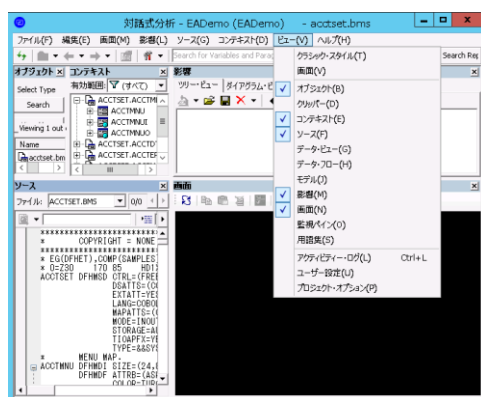 対話式分析 - EADemo (EADemo) - acctset.bms
ファイル(F) 編集(E) 画面(M) 影響(I) ソース(G) コンテキスト(D) ビュー(V) ヘルプ(H)
Search for Variables and Parag
Search Rep
クラシック・スタイル(T)
画面(V)
オブジェクト(B)
クリッパー(D)
コンテキスト(E)
ソース(F)
データ・ビュー(G)
データ・フロー(H)
モデル(J)
影響(M)
画面(N)
監視ペイン(O)
用語集(S)
アクティビティー・ログ(L) Ctrl+L
ユーザー設定(U)
プロジェクト・オプション(P)
オブジェクト
Select Type
Search
Viewing 1 out
Name
acctset.bm
コンテキスト
有効範囲: (すべて)
ACCTSET.ACCTM
ACCTMNU
ACCTMNUI
ACCTMNUO
ACCTSET.ACCTD
ACCTSET.ACCTEF
影響
ツリー・ビュー ダイアグラム・ビ
ソース
ファイル: ACCTSET.BMS 0/0
* COPYRIGHT = NONE
* EG(DFHET),COMP(SAMPLES
* O=Z30 170 85 HD1
ACCTSET DFHMSD CTRL=(FREE
DSATTS=(CO
EXTATT=YES
LANG=COBOL
MAPATTS=(C
MODE=INOUT
STORAGE=AU
TIOAPFX=YE
TYPE=&&SYS
* MENU MAP.
ACCTMNU DFHMDI SIZE=(24,
DFHMDF ATTRB=(ASK
COLOR=TUR
画面